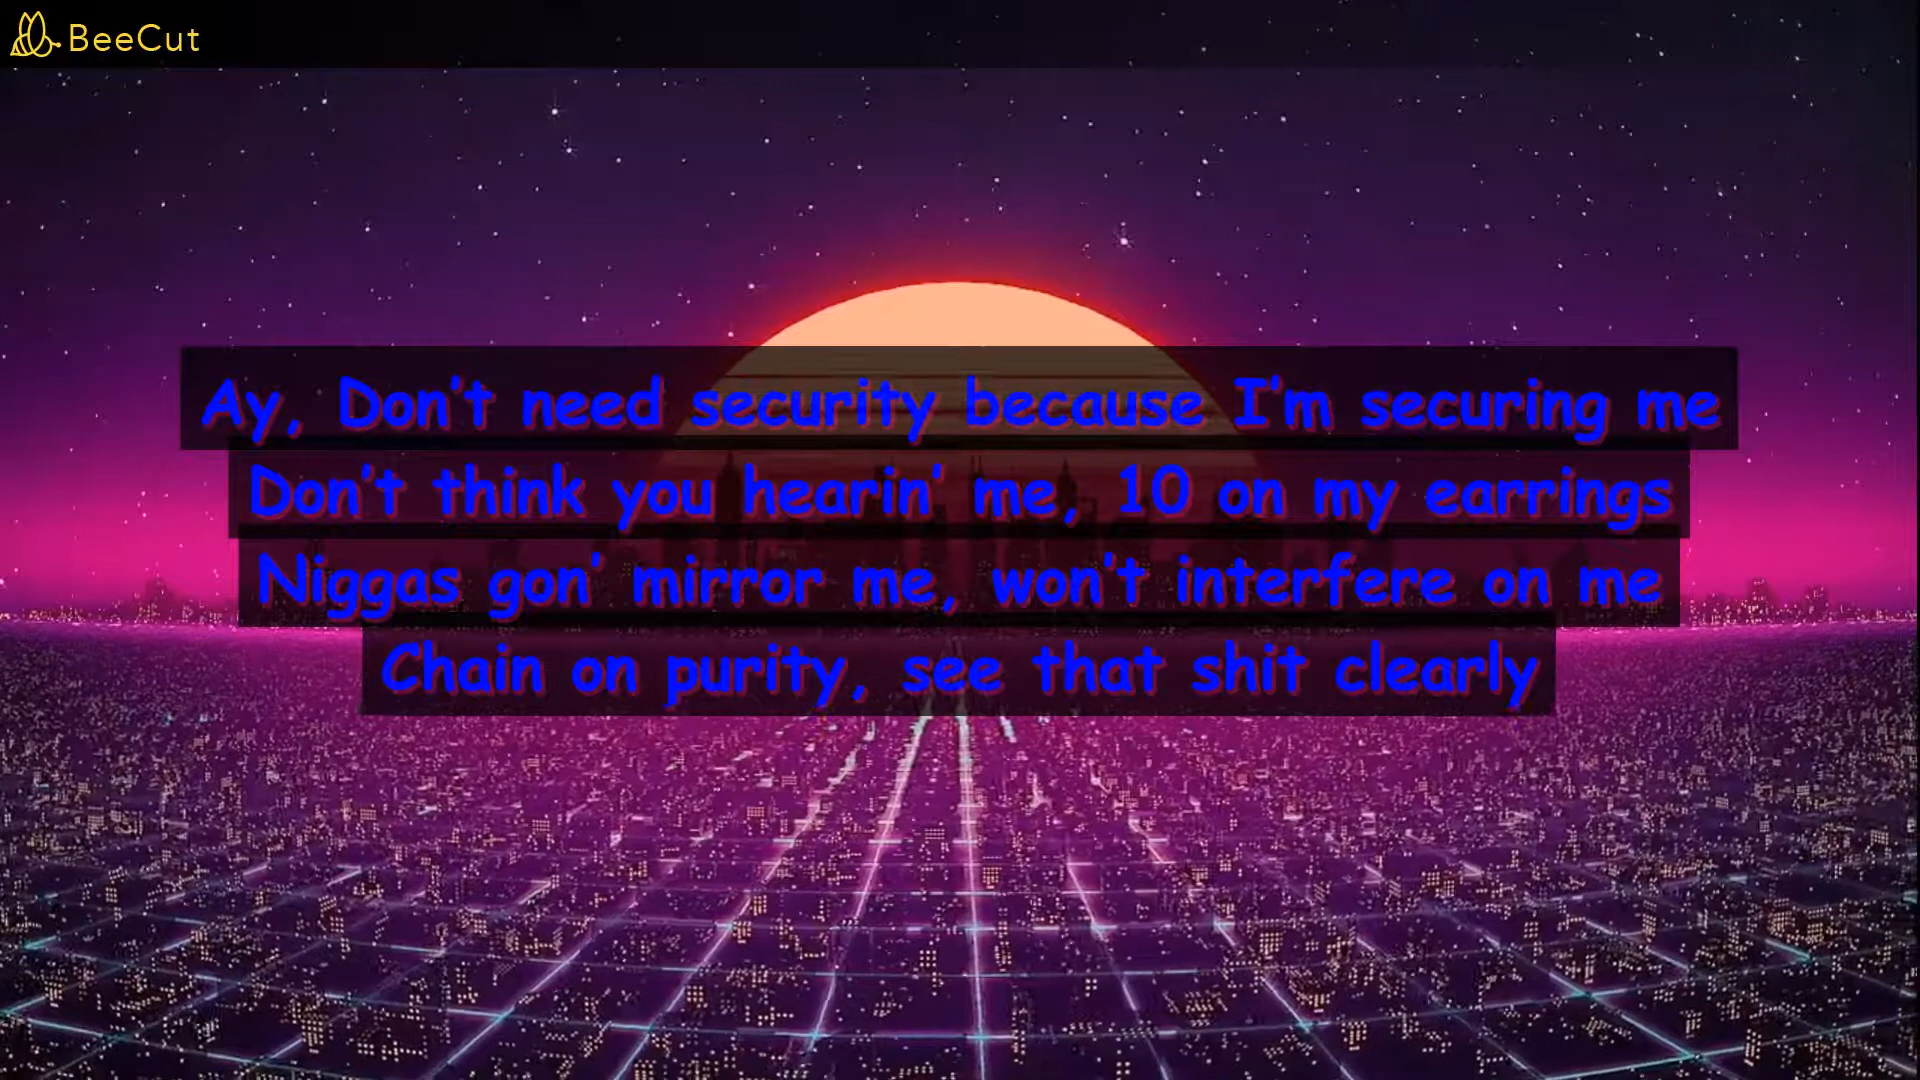 BeeCut
Ay, Don't need security because I'm securing me
Don't think you hearin' me, 10 on my earrings
Niggas gon' mirror me, won't interfere on me
Chain on purity, see that shit clearly